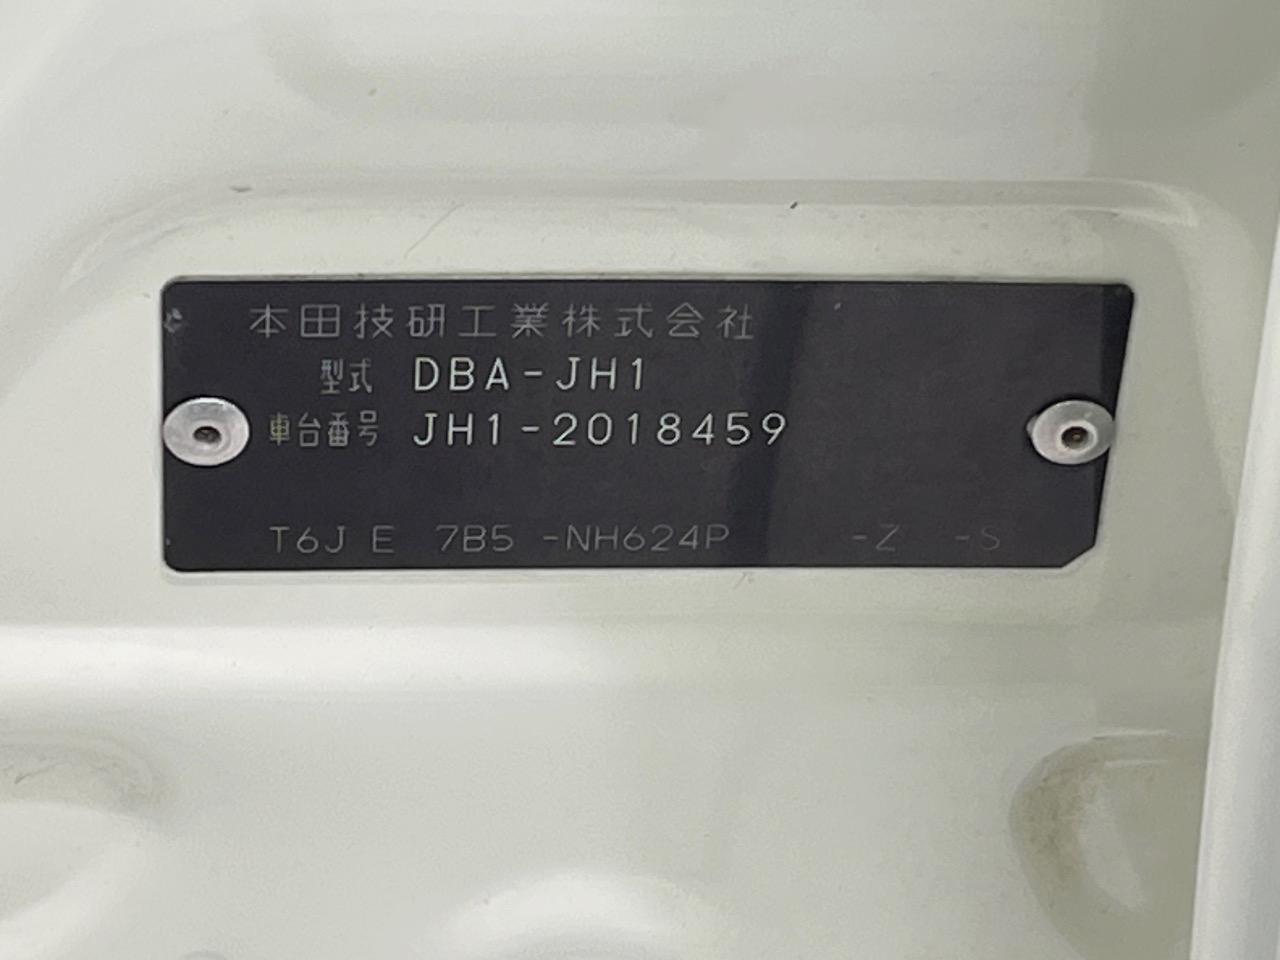 本田技研工業株式会社
型式 DBA-JH1
車台番号 JH1-2018459
T6J E 7B5 -NH624P -Z -S